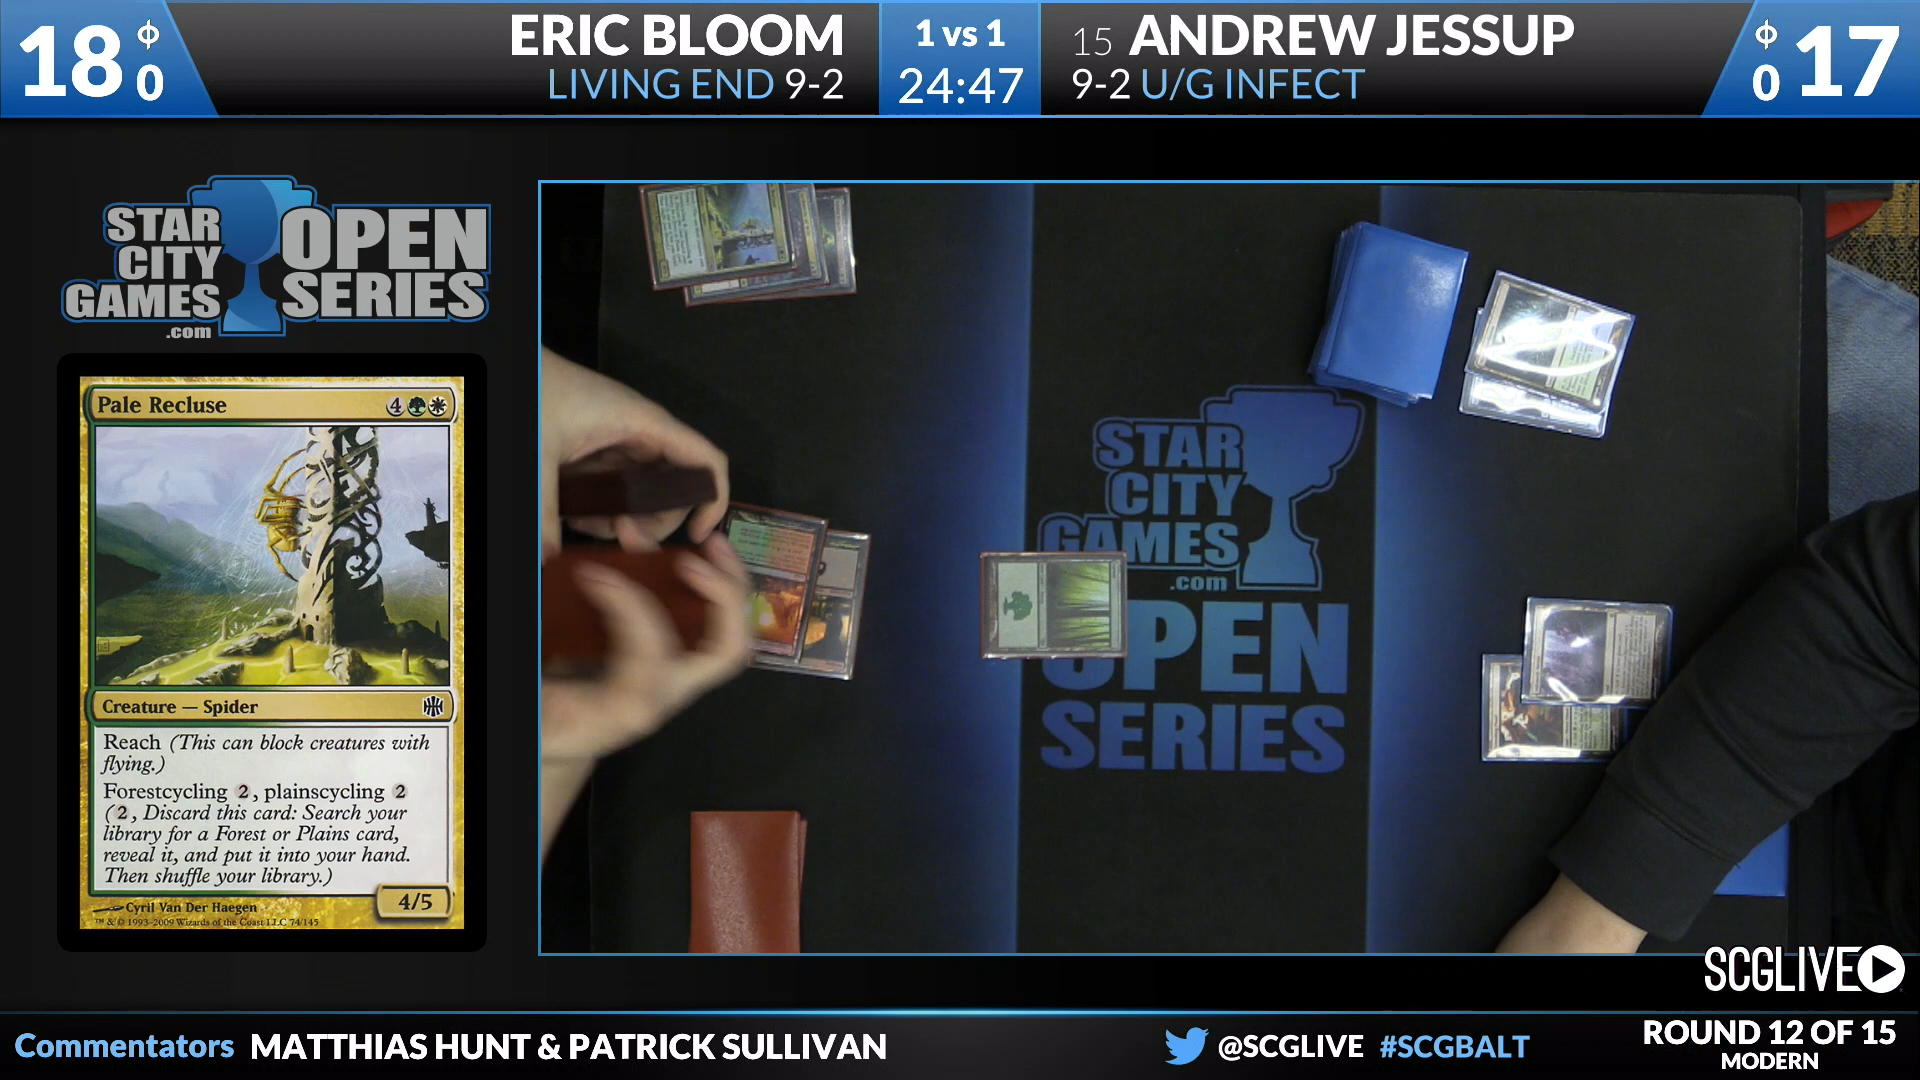 18 0
ERIC BLOOM
LIVING END 9-2
1 vs 1
24:47
15 ANDREW JESSUP
9-2 U/G INFECT
0 17
STAR
CITY
GAMES
.com
OPEN
SERIES
Pale Recluse 4
Creature — Spider
Reach (This can block creatures with
flying.)
Forestcycling 2, plainscycling 2
(2, Discard this card: Search your
library for a Forest or Plains card,
reveal it, and put it into your hand.
Then shuffle your library.)
4/5
Cyril Van Der Haegen
™ & © 1993-2009 Wizards of the Coast LLC 74/145
STAR
CITY
GAMES
.com
OPEN
SERIES
SCGLIVE
Commentators MATTHIAS HUNT & PATRICK SULLIVAN
@SCGLIVE #SCGBALT
ROUND 12 OF 15
MODERN